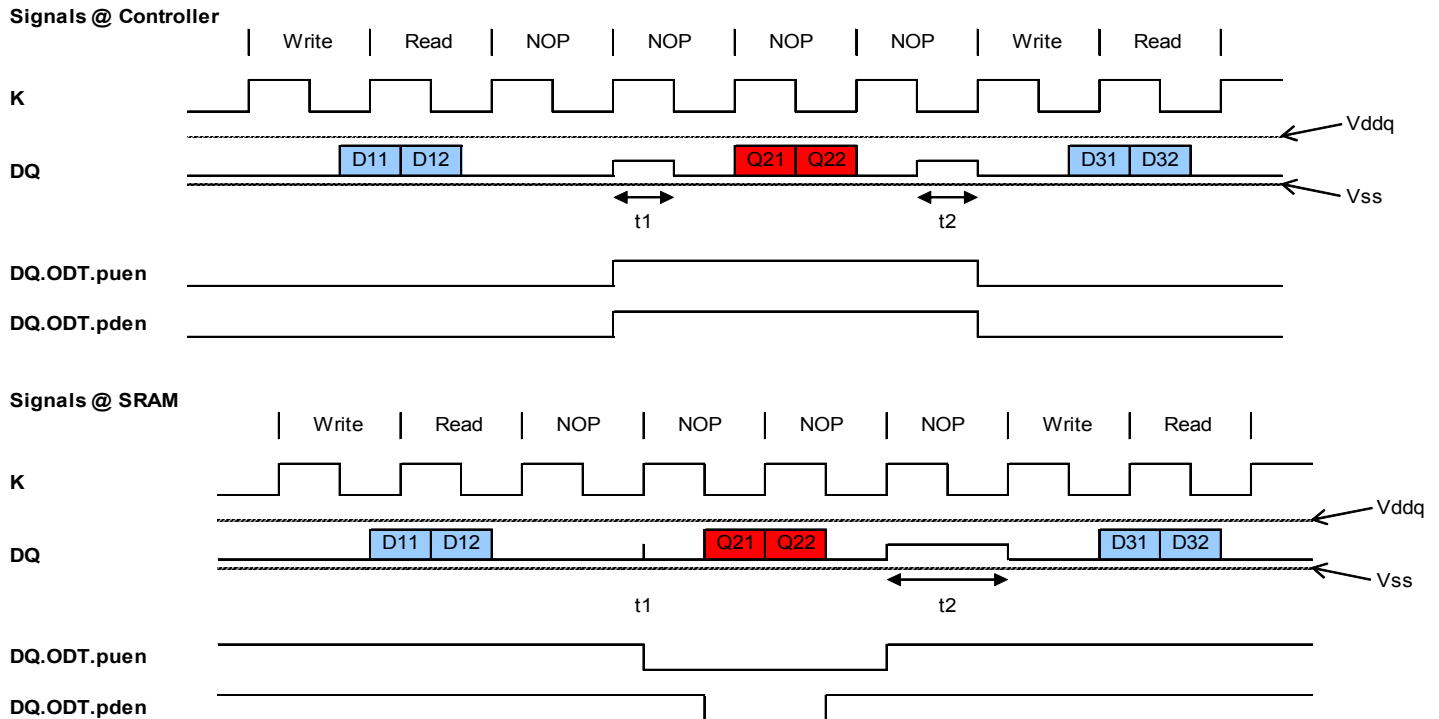 Signals @ Controller
Write Read NOP NOP NOP NOP Write Read
K
Vddq
DQ D11 D12 Q21 Q22 D31 D32
Vss
t1 t2
DQ.ODT.puen
DQ.ODT.pden
Signals @ SRAM
Write Read NOP NOP NOP NOP Write Read
K
Vddq
DQ D11 D12 Q21 Q22 D31 D32
Vss
t1 t2
DQ.ODT.puen
DQ.ODT.pden